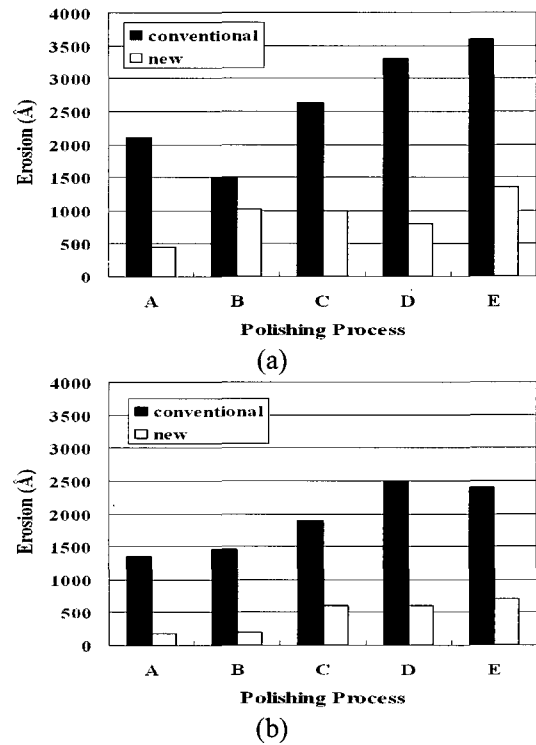 4000
3500
3000
2500
2000
1500
1000
500
0
Erosion (Å)
conventional
new
A B C D E
Polishing Process
(a)
4000
3500
3000
2500
2000
1500
1000
500
0
Erosion (Å)
conventional
new
A B C D E
Polishing Process
(b)